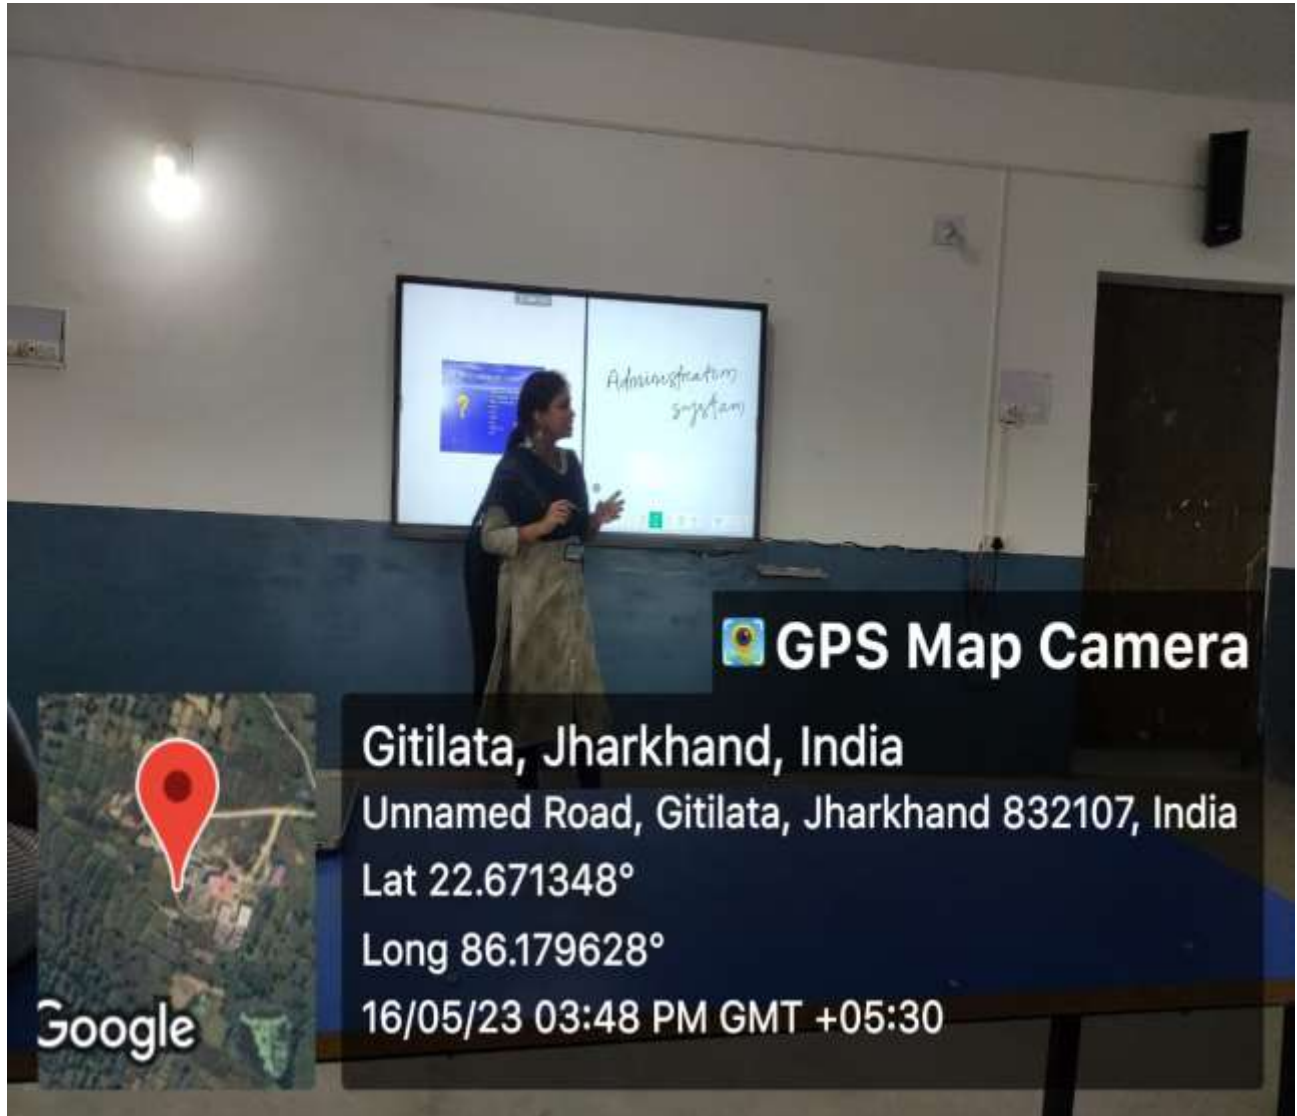 Administration
system
GPS Map Camera
Gitilata, Jharkhand, India
Unnamed Road, Gitilata, Jharkhand 832107, India
Lat 22.671348°
Long 86.179628°
16/05/23 03:48 PM GMT +05:30
Google